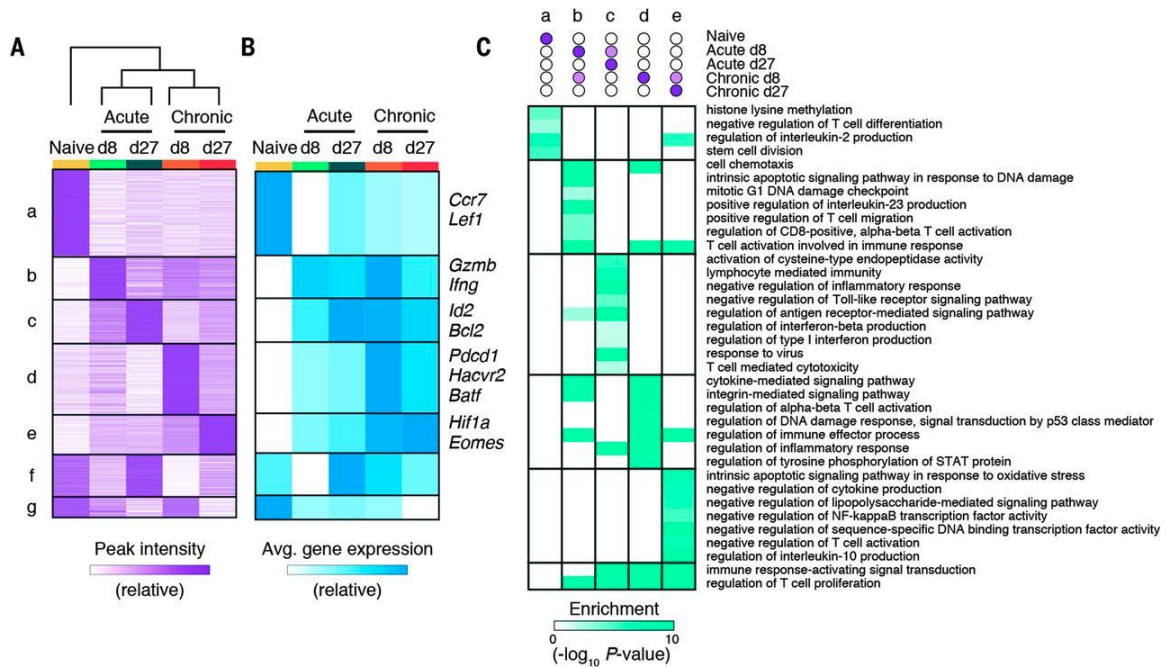 A
Acute
Chronic
Naive d8 d27 d8 d27
a
b
c
d
e
f
g
Peak intensity
(relative)
B
Acute
Chronic
Naive d8 d27 d8 d27
Ccr7
Lef1
Gzmb
Ifng
Id2
Bcl2
Pdcd1
Hacvr2
Batf
Hif1a
Eomes
Avg. gene expression
(relative)
C
a b c d e
Naive
Acute d8
Acute d27
Chronic d8
Chronic d27
histone lysine methylation
negative regulation of T cell differentiation
regulation of interleukin-2 production
stem cell division
cell chemotaxis
intrinsic apoptotic signaling pathway in response to DNA damage
mitotic G1 DNA damage checkpoint
positive regulation of interleukin-23 production
positive regulation of T cell migration
regulation of CD8-positive, alpha-beta T cell activation
T cell activation involved in immune response
activation of cysteine-type endopeptidase activity
lymphocyte mediated immunity
negative regulation of inflammatory response
negative regulation of Toll-like receptor signaling pathway
regulation of antigen receptor-mediated signaling pathway
regulation of interferon-beta production
regulation of type I interferon production
response to virus
T cell mediated cytotoxicity
cytokine-mediated signaling pathway
integrin-mediated signaling pathway
regulation of alpha-beta T cell activation
regulation of DNA damage response, signal transduction by p53 class mediator
regulation of immune effector process
regulation of inflammatory response
regulation of tyrosine phosphorylation of STAT protein
intrinsic apoptotic signaling pathway in response to oxidative stress
negative regulation of cytokine production
negative regulation of lipopolysaccharide-mediated signaling pathway
negative regulation of NF-kappaB transcription factor activity
negative regulation of sequence-specific DNA binding transcription factor activity
negative regulation of T cell activation
regulation of interleukin-10 production
immune response-activating signal transduction
regulation of T cell proliferation
Enrichment
0 10
(-log10 P-value)